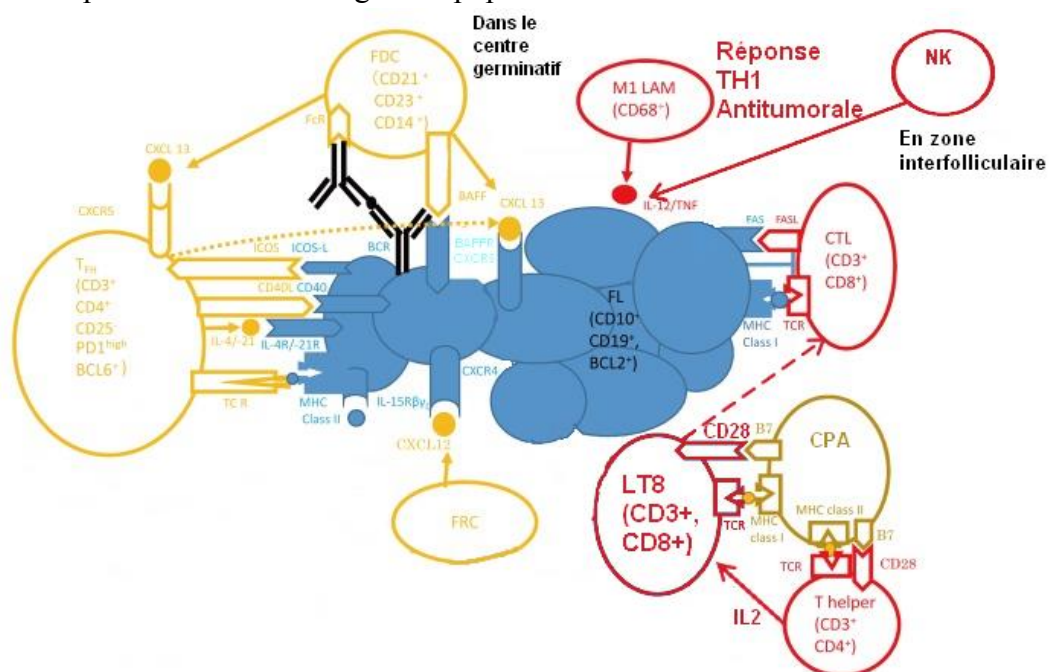 Dans le
centre
germinatif
FDC
(CD21+
CD23+
CD14+)
FcR
CXCL 13
CXCR5
BAFF
CXCL 13
BAFFR
ICOS
ICOS-L
BCR
CD40L
CD40
TFH
(CD3+
CD4+
CD25-
PD1high
BCL6+)
IL-4/-21
IL-4R/-21R
TC R
MHC
Class II
IL-15Rβγ
CXCR4
CXCL12
FRC
FL
(CD10+
CD19+,
BCL2+)
M1 LAM
(CD68+)
Réponse
TH1
Antitumorale
NK
En zone
interfolliculaire
IL-12/TNF
FAS
FASL
CTL
(CD3+
CD8+)
MHC
Class I
TCR
CD28
B7
CPA
LT8
(CD3+,
CD8+)
TCR
MHC
class I
MHC class II
B7
TCR
CD28
IL2
T helper
(CD3+
CD4+)